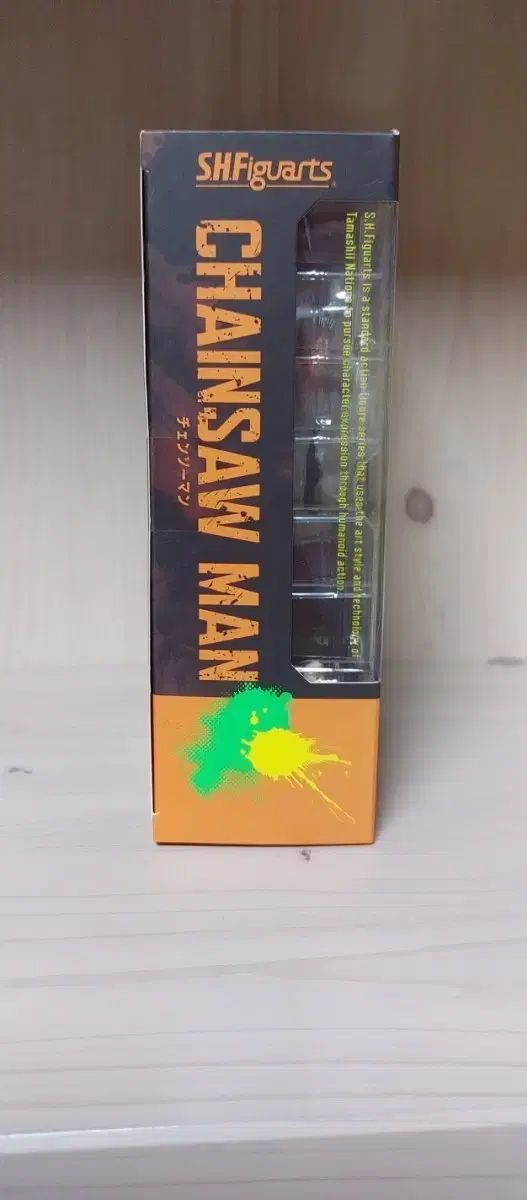 S.H.Figuarts
CHAINSAW MAN
チェンソーマン
S.H.Figuarts is a standard action figure series that uses the art style and technology of
Tamashii Nations to pursue character expression through humanoid action.